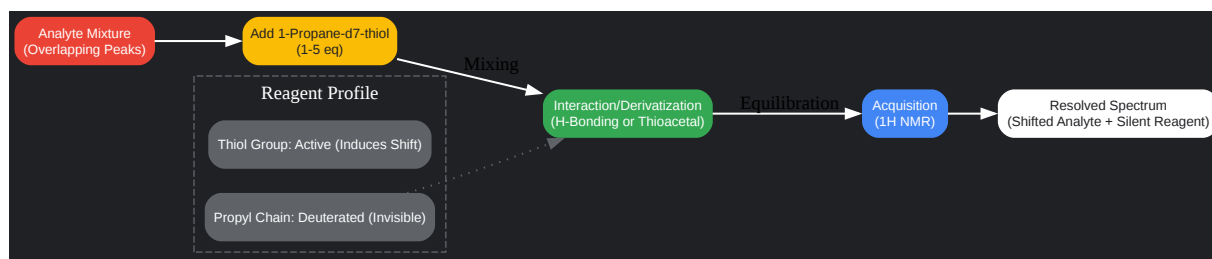 Analyte Mixture
(Overlapping Peaks)
Add 1-Propane-d7-thiol
(1-5 eq)
Mixing
Reagent Profile
Thiol Group: Active (Induces Shift)
Propyl Chain: Deuterated (Invisible)
Interaction/Derivatization
(H-Bonding or Thioacetal)
Equilibration
Acquisition
(1H NMR)
Resolved Spectrum
(Shifted Analyte + Silent Reagent)